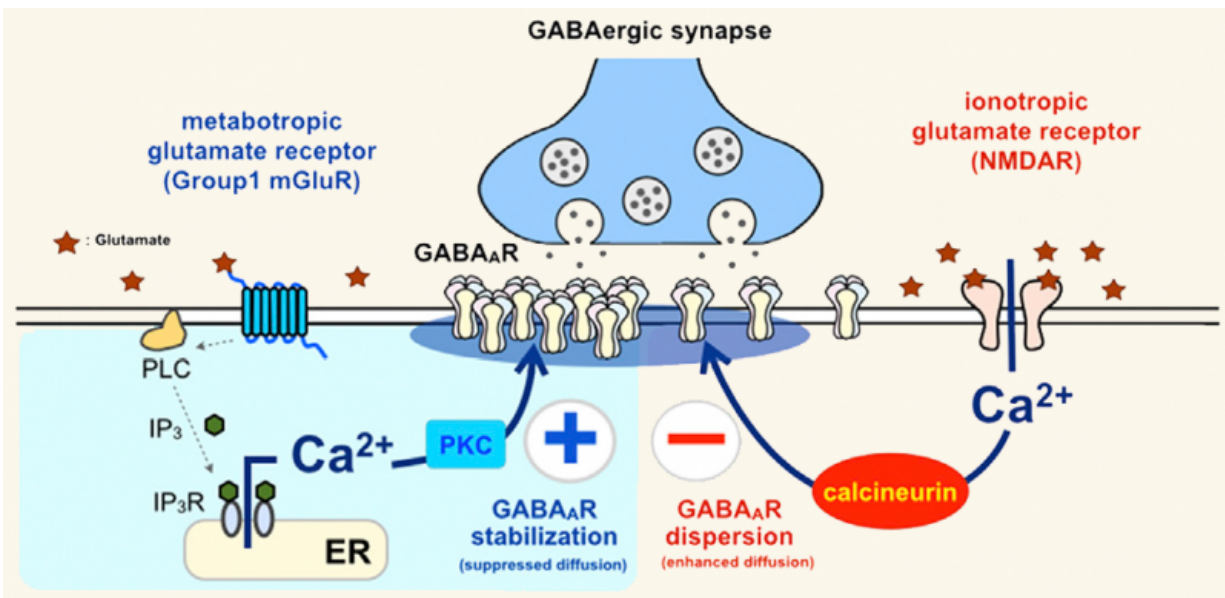 GABAergic synapse
metabotropic
glutamate receptor
(Group1 mGluR)
ionotropic
glutamate receptor
(NMDAR)
: Glutamate
GABAAR
PLC
IP3
IP3R
ER
Ca2+
PKC
GABAAR
stabilization
(suppressed diffusion)
GABAAR
dispersion
(enhanced diffusion)
calcineurin
Ca2+